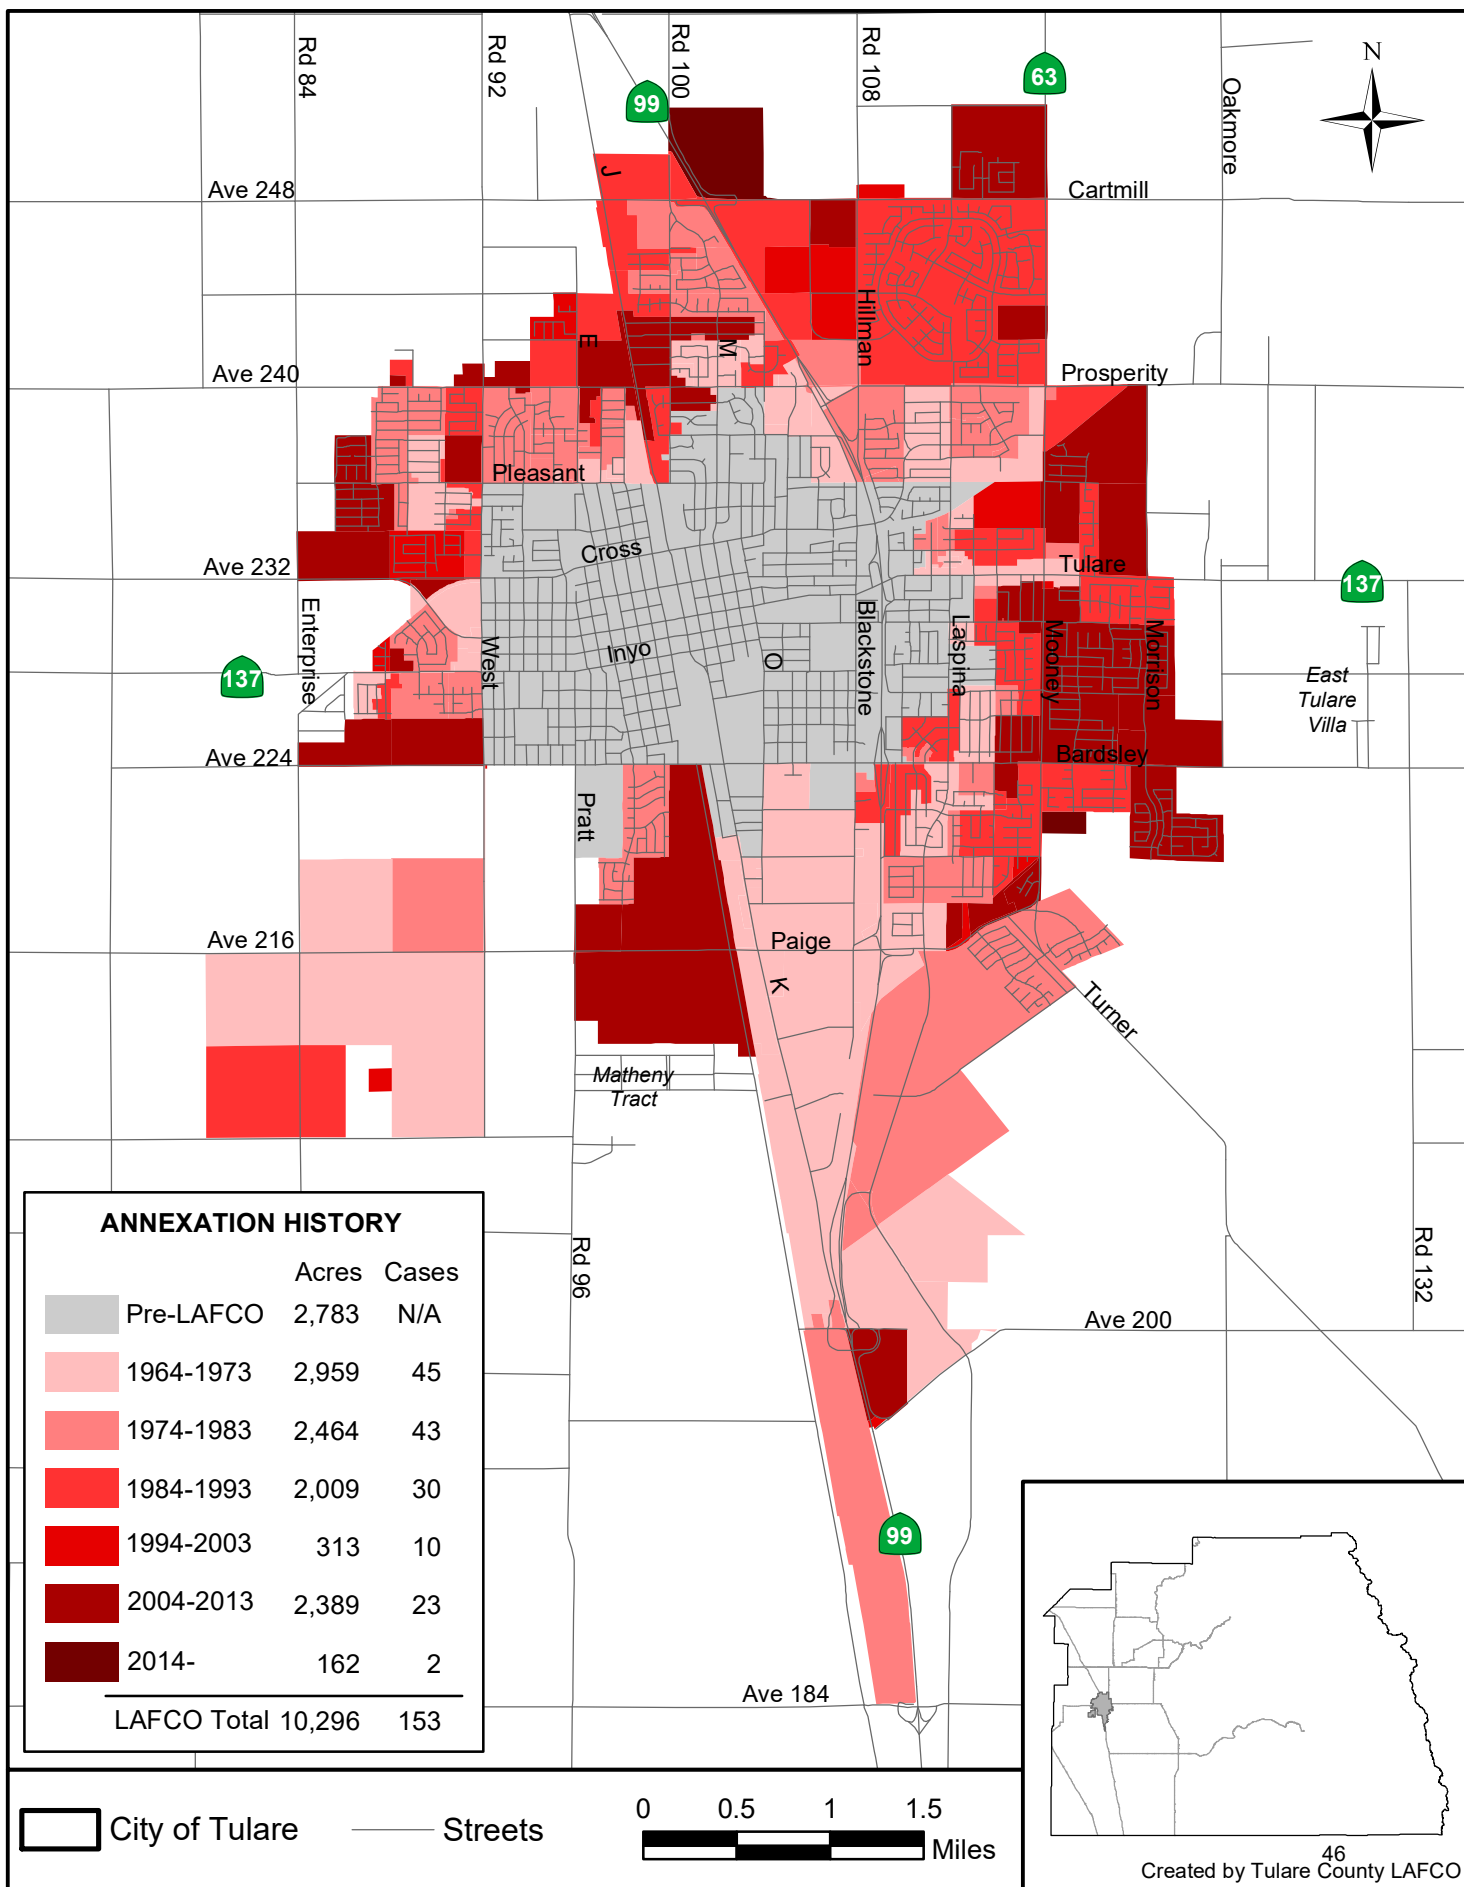 Rd 84
Rd 92
Rd 100
Rd 108
63
99
Oakmore
N
J
Ave 248
Cartmill
Hillman
E
M
Ave 240
Prosperity
Pleasant
Cross
Ave 232
Tulare
137
Enterprise
West
Inyo
O
Blackstone
Laspina
Mooney
Morrison
137
East
Tulare
Villa
Ave 224
Bardsley
Pratt
Ave 216
Paige
K
Turner
Matheny
Tract
ANNEXATION HISTORY
Acres Cases
Pre-LAFCO 2,783 N/A
1964-1973 2,959 45
1974-1983 2,464 43
1984-1993 2,009 30
1994-2003 313 10
2004-2013 2,389 23
2014- 162 2
LAFCO Total 10,296 153
Rd 96
Rd 132
Ave 200
99
Ave 184
City of Tulare
Streets
0 0.5 1 1.5
Miles
46
Created by Tulare County LAFCO